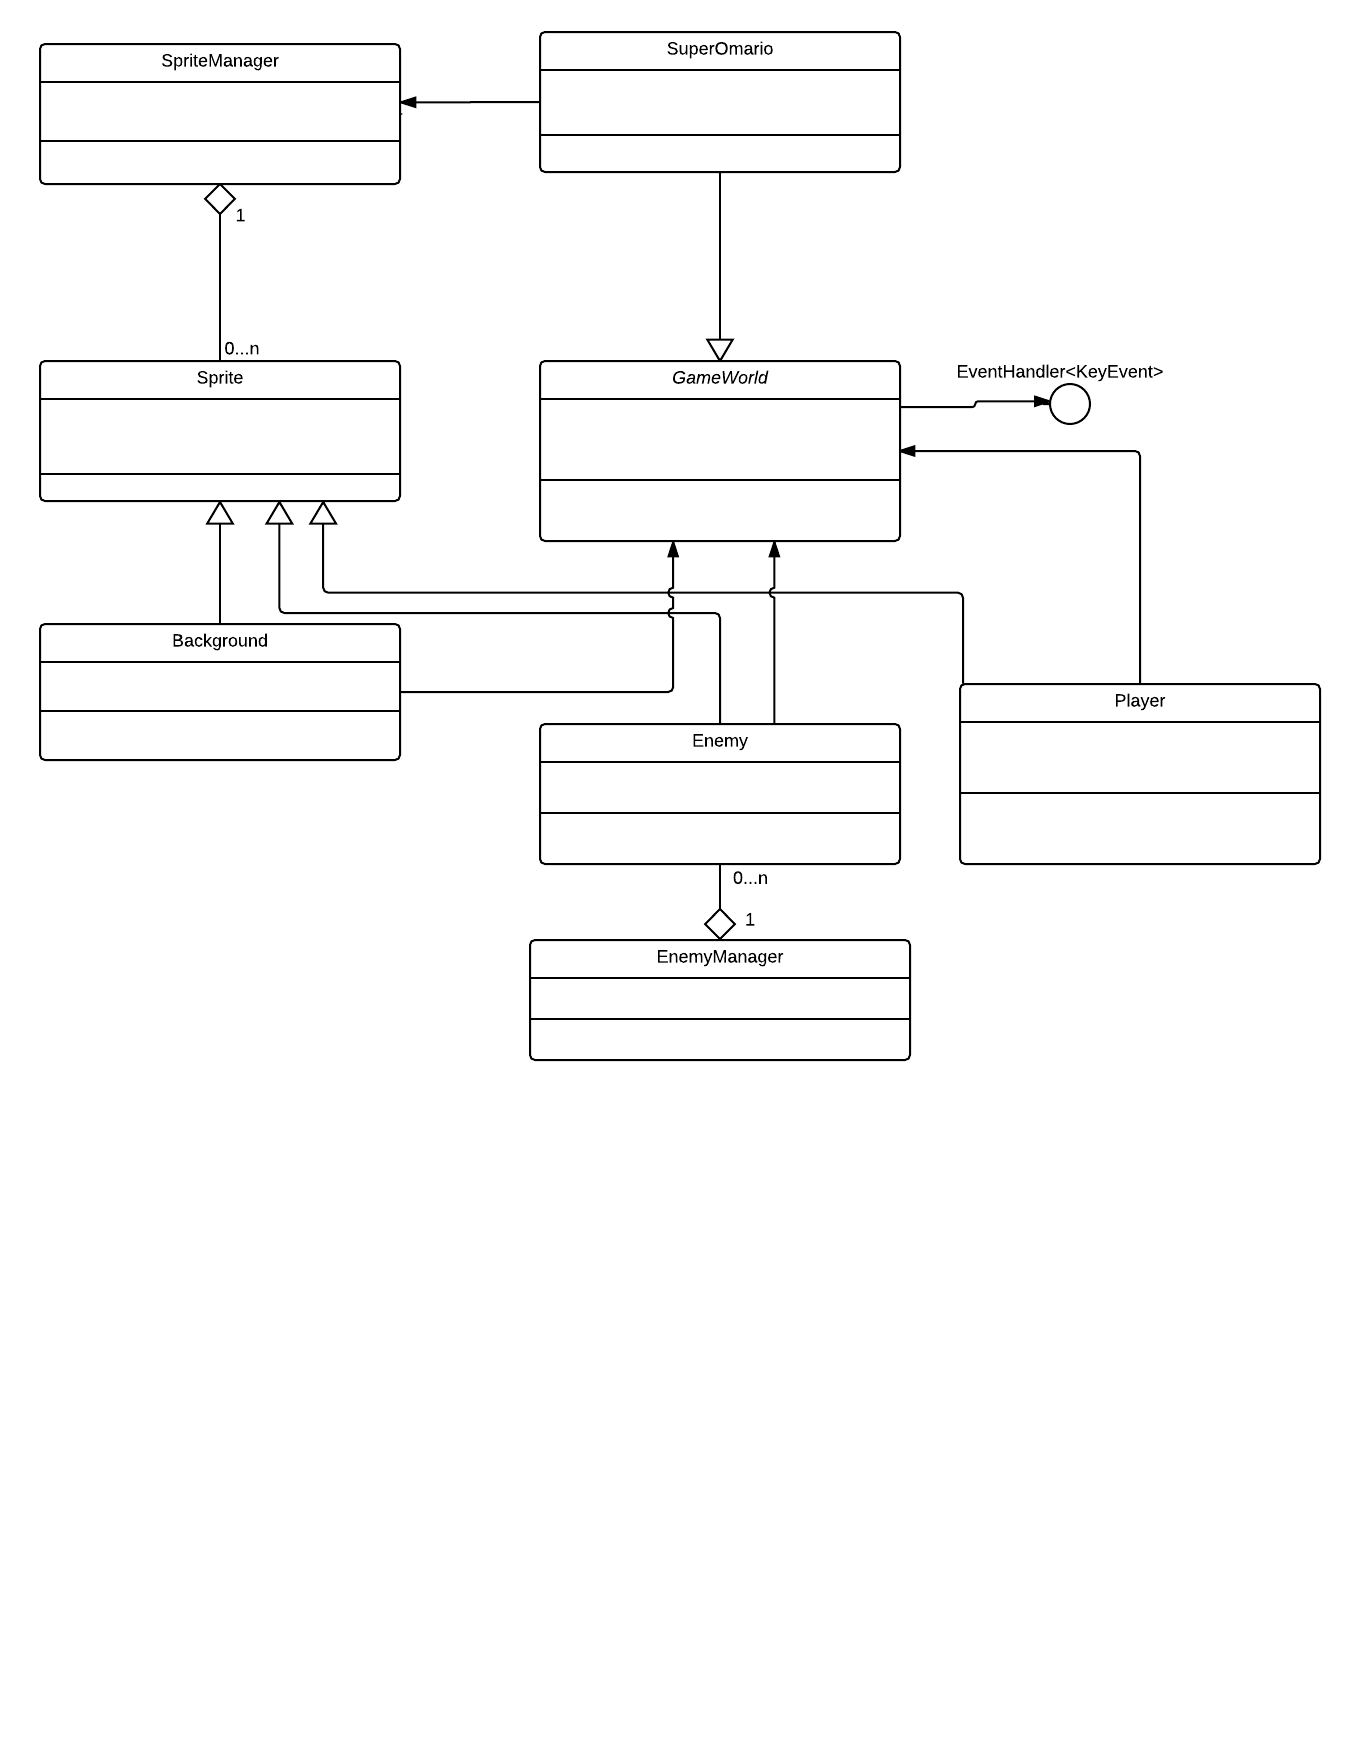 SpriteManager
SuperOmario
1
0...n
Sprite
GameWorld
EventHandler<KeyEvent>
Background
Enemy
Player
0...n
1
EnemyManager